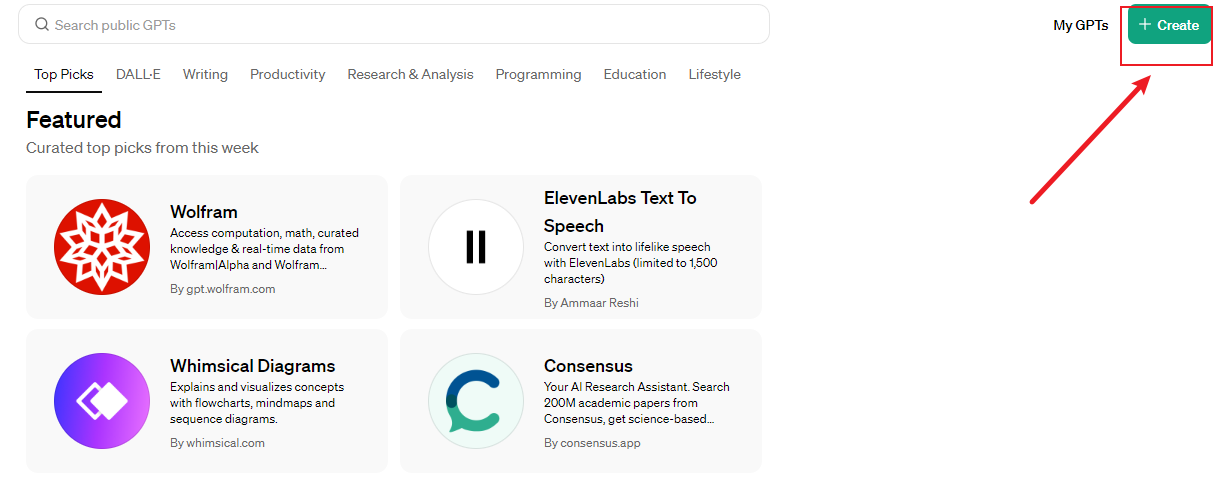 Search public GPTs
My GPTs
+ Create
Top Picks
DALL·E
Writing
Productivity
Research & Analysis
Programming
Education
Lifestyle
Featured
Curated top picks from this week
Wolfram
Access computation, math, curated
knowledge & real-time data from
Wolfram|Alpha and Wolfram...
By gpt.wolfram.com
ElevenLabs Text To
Speech
Convert text into lifelike speech
with ElevenLabs (limited to 1,500
characters)
By Ammaar Reshi
Whimsical Diagrams
Explains and visualizes concepts
with flowcharts, mindmaps and
sequence diagrams.
By whimsical.com
Consensus
Your AI Research Assistant. Search
200M academic papers from
Consensus, get science-based...
By consensus.app